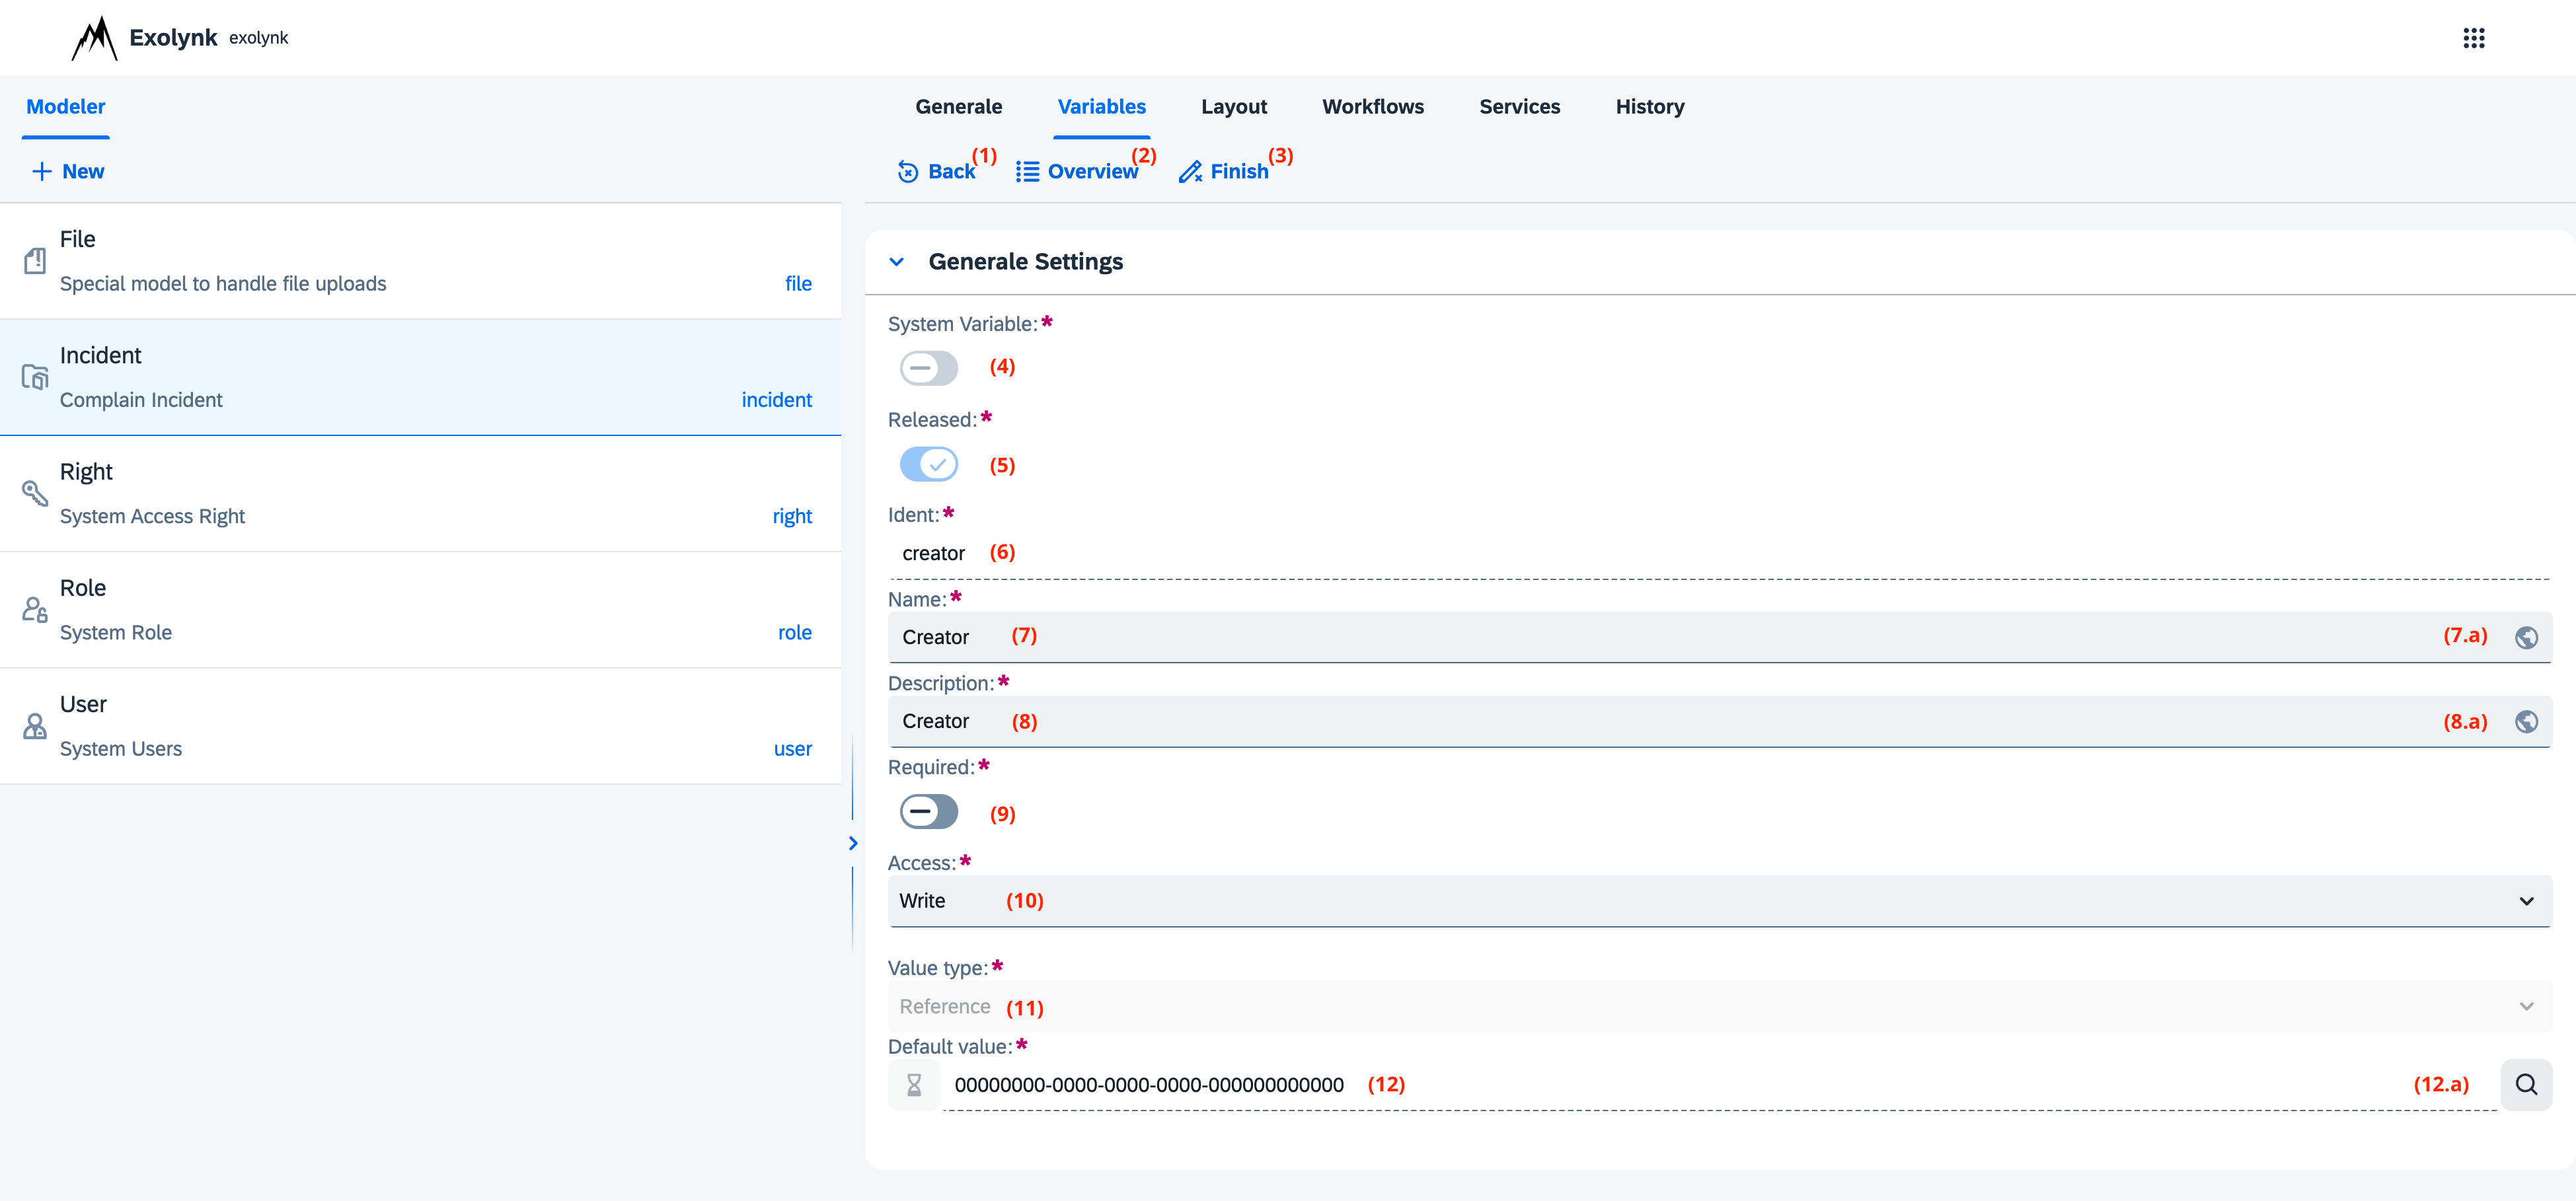 Exolynk exolynk
Modeler
New
File
Special model to handle file uploads file
Incident
Complain Incident incident
Right
System Access Right right
Role
System Role role
User
System Users user
Generale Variables Layout Workflows Services History
Back (1) Overview (2) Finish (3)
Generale Settings
System Variable:*
(4)
Released:*
(5)
Ident:*
creator (6)
Name:*
Creator (7) (7.a)
Description:*
Creator (8) (8.a)
Required:*
(9)
Access:*
Write (10)
Value type:*
Reference (11)
Default value:*
00000000-0000-0000-0000-000000000000 (12) (12.a)